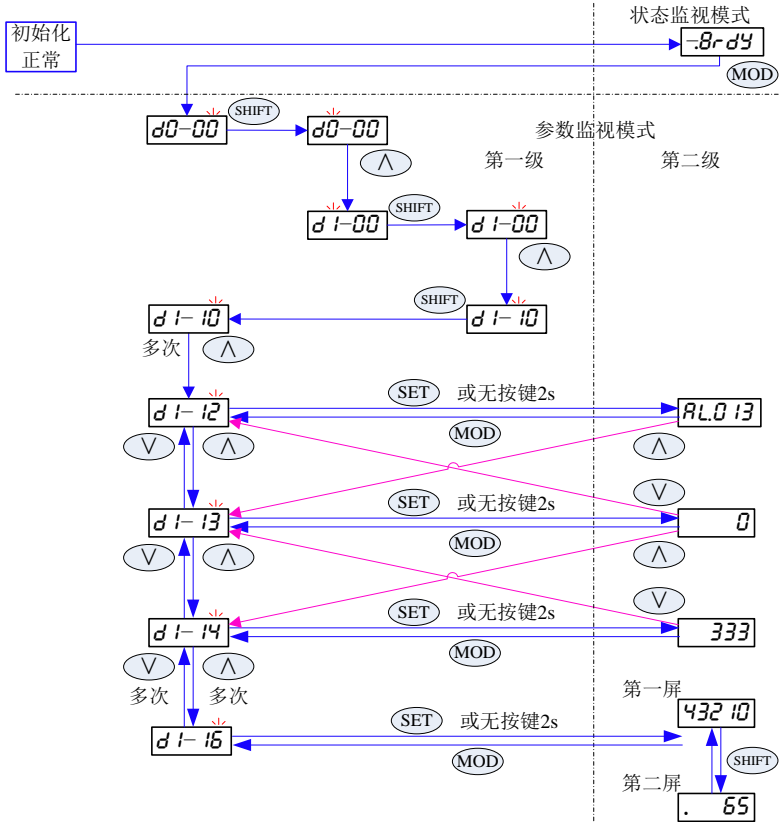 状态监视模式
初始化
正常
-.8rdy
MOD
d0-00
SHIFT
d0-00
参数监视模式
∧
第一级
第二级
d1-00
SHIFT
d1-00
∧
d1-10
SHIFT
d1-10
多次
∧
d1-12
SET
或无按键2s
AL.013
MOD
∨
∧
∧
∨
d1-13
SET
或无按键2s
0
MOD
∨
∧
∧
∨
d1-14
SET
或无按键2s
333
MOD
∨
∧
多次
多次
第一屏
43210
d1-16
SET
或无按键2s
MOD
SHIFT
第二屏
. 65